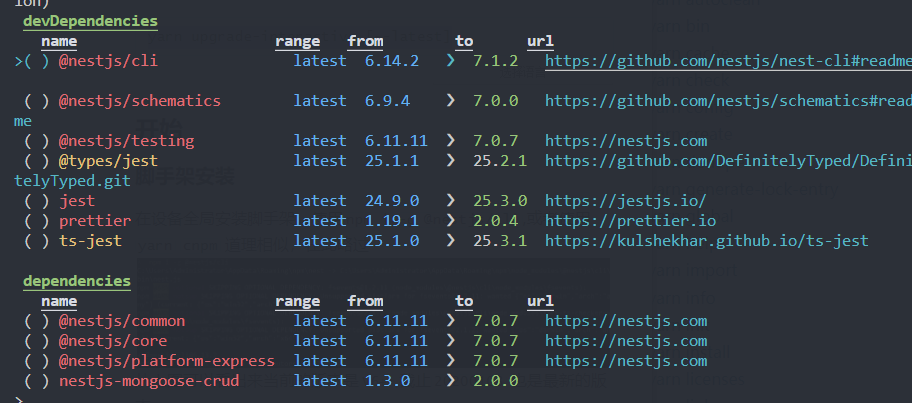 ion)
devDependencies
name range from to url
>( ) @nestjs/cli latest 6.14.2 ❯ 7.1.2 https://github.com/nestjs/nest-cli#readme
( ) @nestjs/schematics latest 6.9.4 ❯ 7.0.0 https://github.com/nestjs/schematics#read
me
( ) @nestjs/testing latest 6.11.11 ❯ 7.0.7 https://nestjs.com
( ) @types/jest latest 25.1.1 ❯ 25.2.1 https://github.com/DefinitelyTyped/Defini
telyTyped.git
( ) jest latest 24.9.0 ❯ 25.3.0 https://jestjs.io/
( ) prettier latest 1.19.1 ❯ 2.0.4 https://prettier.io
( ) ts-jest latest 25.1.0 ❯ 25.3.1 https://kulshekhar.github.io/ts-jest
dependencies
name range from to url
( ) @nestjs/common latest 6.11.11 ❯ 7.0.7 https://nestjs.com
( ) @nestjs/core latest 6.11.11 ❯ 7.0.7 https://nestjs.com
( ) @nestjs/platform-express latest 6.11.11 ❯ 7.0.7 https://nestjs.com
( ) nestjs-mongoose-crud latest 1.3.0 ❯ 2.0.0